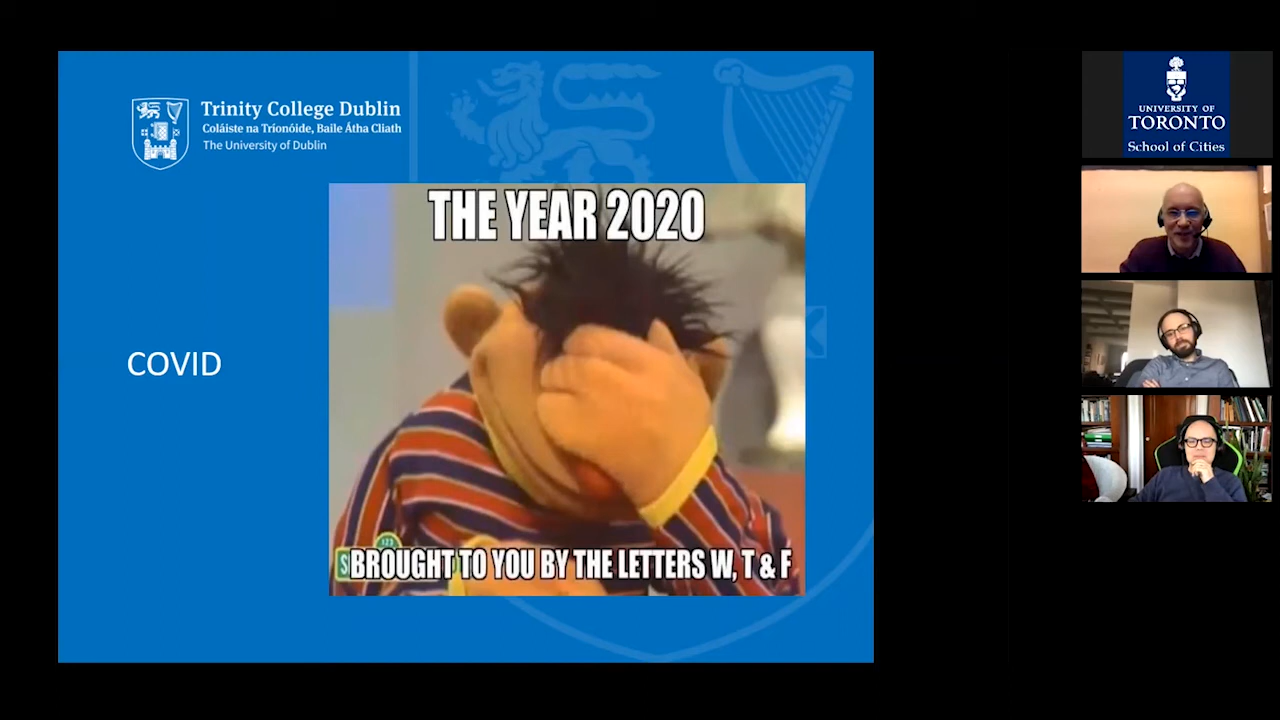 Trinity College Dublin
Coláiste na Tríonóide, Baile Átha Cliath
The University of Dublin
THE YEAR 2020
COVID
123
BROUGHT TO YOU BY THE LETTERS W, T & F
UNIVERSITY OF
TORONTO
School of Cities